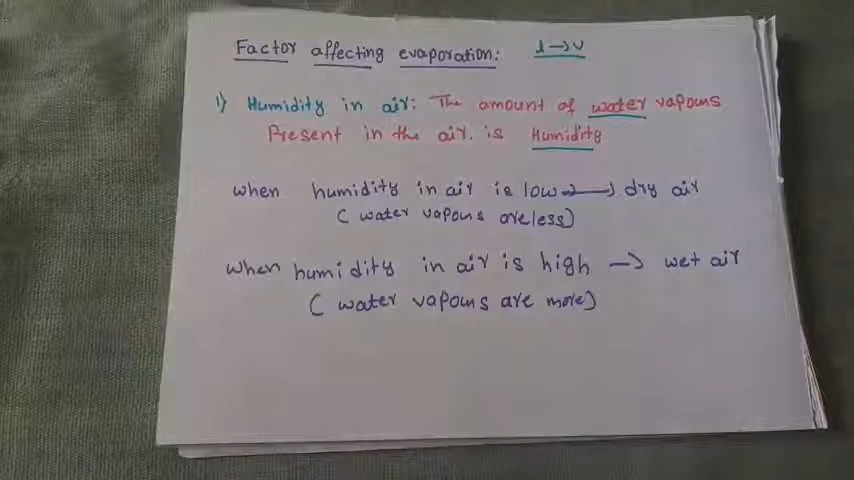 Factor affecting evaporation: l→v
1) Humidity in air: The amount of water vapours
Present in the air. is Humidity
when humidity in air is low → dry air
( water vapours are less)
when humidity in air is high → wet air
( water vapours are more)